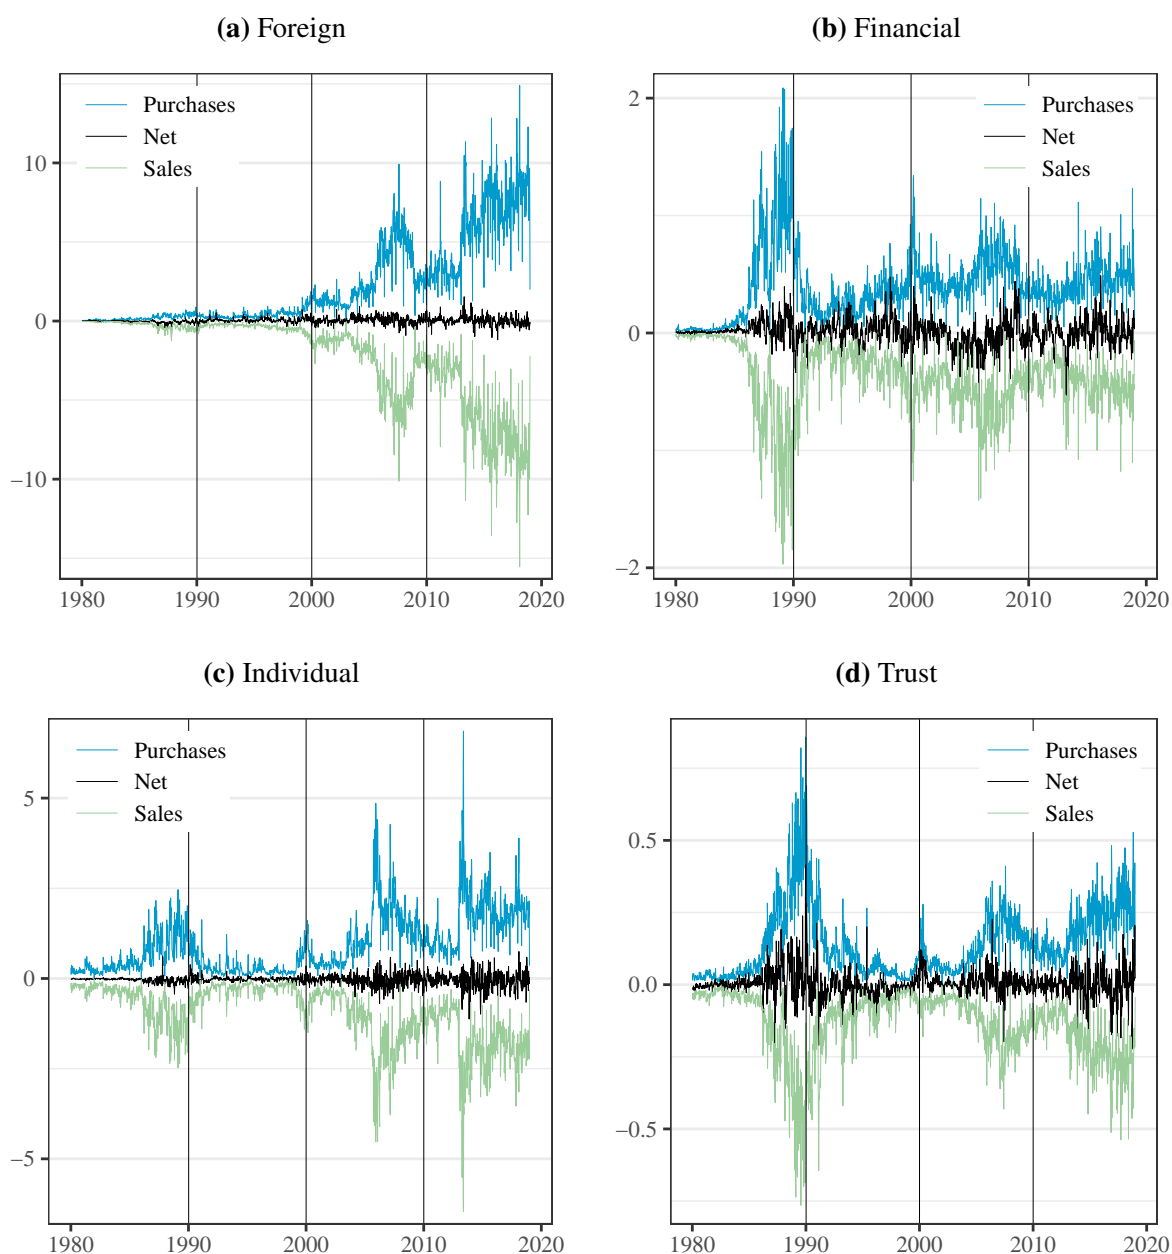 (a) Foreign
Purchases
Net
Sales
10
0
−10
1980 1990 2000 2010 2020
(b) Financial
Purchases
Net
Sales
2
0
−2
1980 1990 2000 2010 2020
(c) Individual
Purchases
Net
Sales
5
0
−5
1980 1990 2000 2010 2020
(d) Trust
Purchases
Net
Sales
0.5
0.0
−0.5
1980 1990 2000 2010 2020